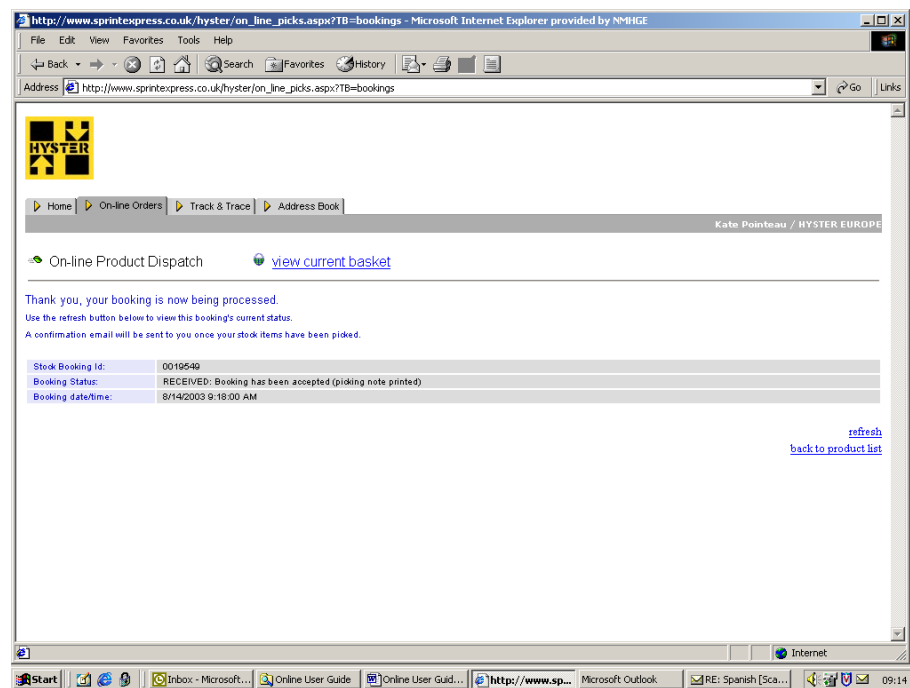 http://www.sprintexpress.co.uk/hyster/on_line_picks.aspx?TB=bookings - Microsoft Internet Explorer provided by NMHGE
File Edit View Favorites Tools Help
Back Search Favorites History
Address http://www.sprintexpress.co.uk/hyster/on_line_picks.aspx?TB=bookings Go Links
HYSTER
Home On-line Orders Track & Trace Address Book
Kate Pointeau / HYSTER EUROPE
On-line Product Dispatch view current basket
Thank you, your booking is now being processed.
Use the refresh button below to view this booking's current status.
A confirmation email will be sent to you once your stock items have been picked.
Stock Booking Id: 0019549
Booking Status: RECEIVED: Booking has been accepted (picking note printed)
Booking date/time: 8/14/2003 9:18:00 AM
refresh
back to product list
Internet
Start Inbox - Microsoft... Online User Guide Online User Guid... http://www.sp... Microsoft Outlook RE: Spanish [Sca... 09:14